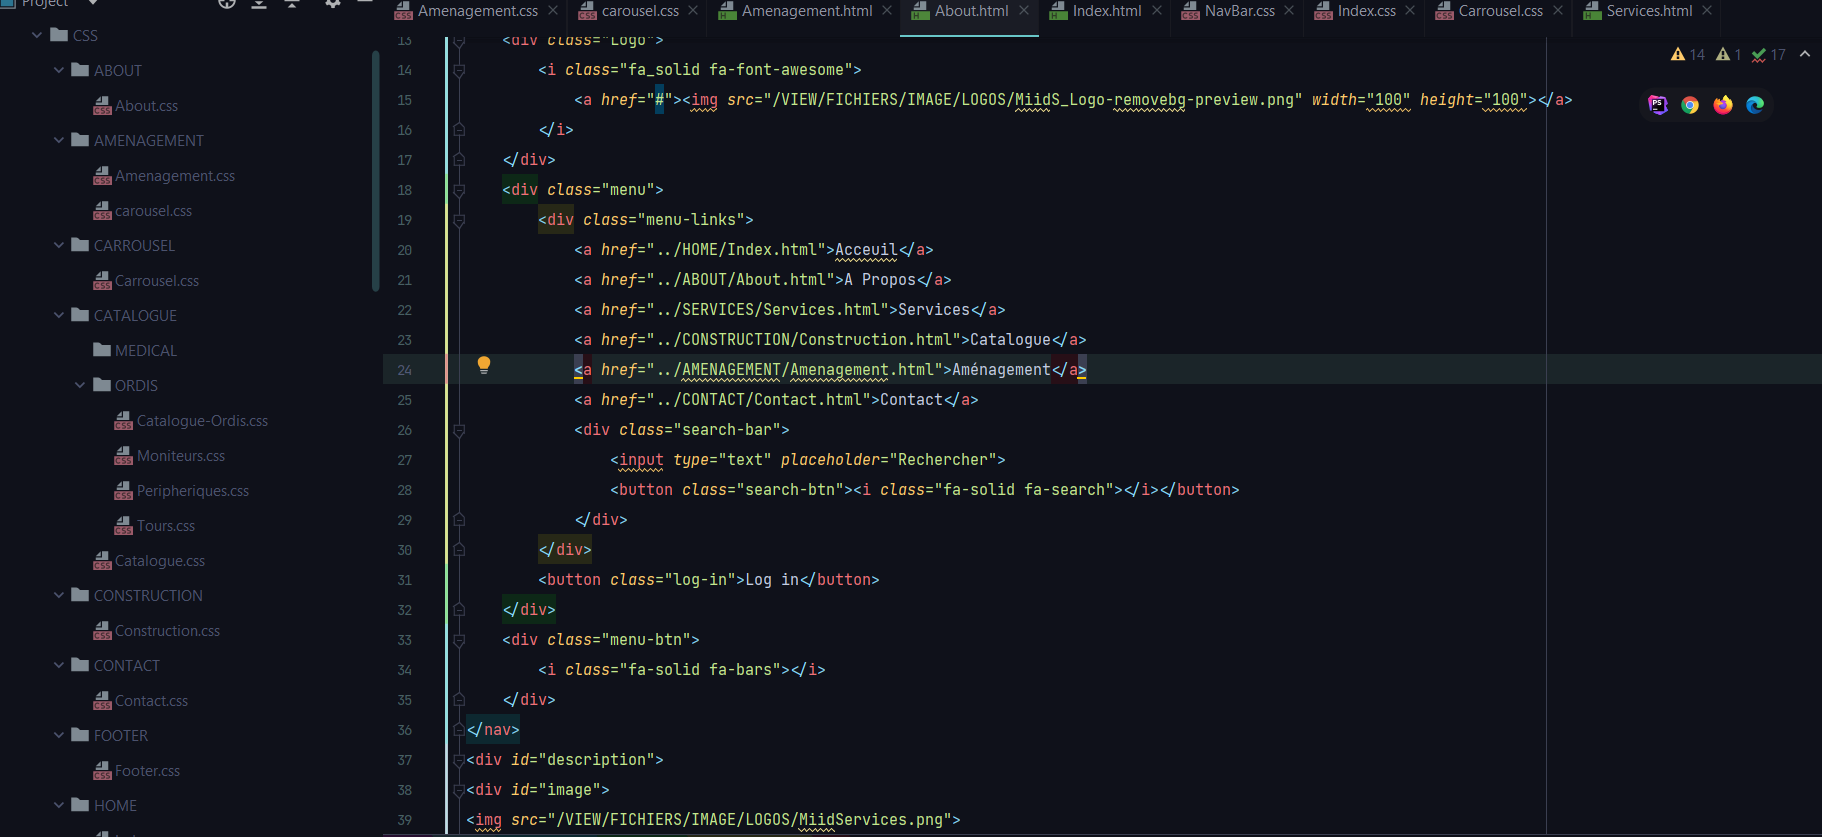 Project
CSS
ABOUT
About.css
AMENAGEMENT
Amenagement.css
carousel.css
CARROUSEL
Carrousel.css
CATALOGUE
MEDICAL
ORDIS
Catalogue-Ordis.css
Moniteurs.css
Peripheriques.css
Tours.css
Catalogue.css
CONSTRUCTION
Construction.css
CONTACT
Contact.css
FOOTER
Footer.css
HOME
Amenagement.css carousel.css Amenagement.html About.html Index.html NavBar.css Index.css Carrousel.css Services.html
14 1 17
13 <div class="Logo">
14 <i class="fa_solid fa-font-awesome">
15 <a href="#"><img src="/VIEW/FICHIERS/IMAGE/LOGOS/MiidS_Logo-removebg-preview.png" width="100" height="100"></a>
16 </i>
17 </div>
18 <div class="menu">
19 <div class="menu-links">
20 <a href="../HOME/Index.html">Acceuil</a>
21 <a href="../ABOUT/About.html">A Propos</a>
22 <a href="../SERVICES/Services.html">Services</a>
23 <a href="../CONSTRUCTION/Construction.html">Catalogue</a>
24 <a href="../AMENAGEMENT/Amenagement.html">Aménagement</a>
25 <a href="../CONTACT/Contact.html">Contact</a>
26 <div class="search-bar">
27 <input type="text" placeholder="Rechercher">
28 <button class="search-btn"><i class="fa-solid fa-search"></i></button>
29 </div>
30 </div>
31 <button class="log-in">Log in</button>
32 </div>
33 <div class="menu-btn">
34 <i class="fa-solid fa-bars"></i>
35 </div>
36 </nav>
37 <div id="description">
38 <div id="image">
39 <img src="/VIEW/FICHIERS/IMAGE/LOGOS/MiidServices.png">